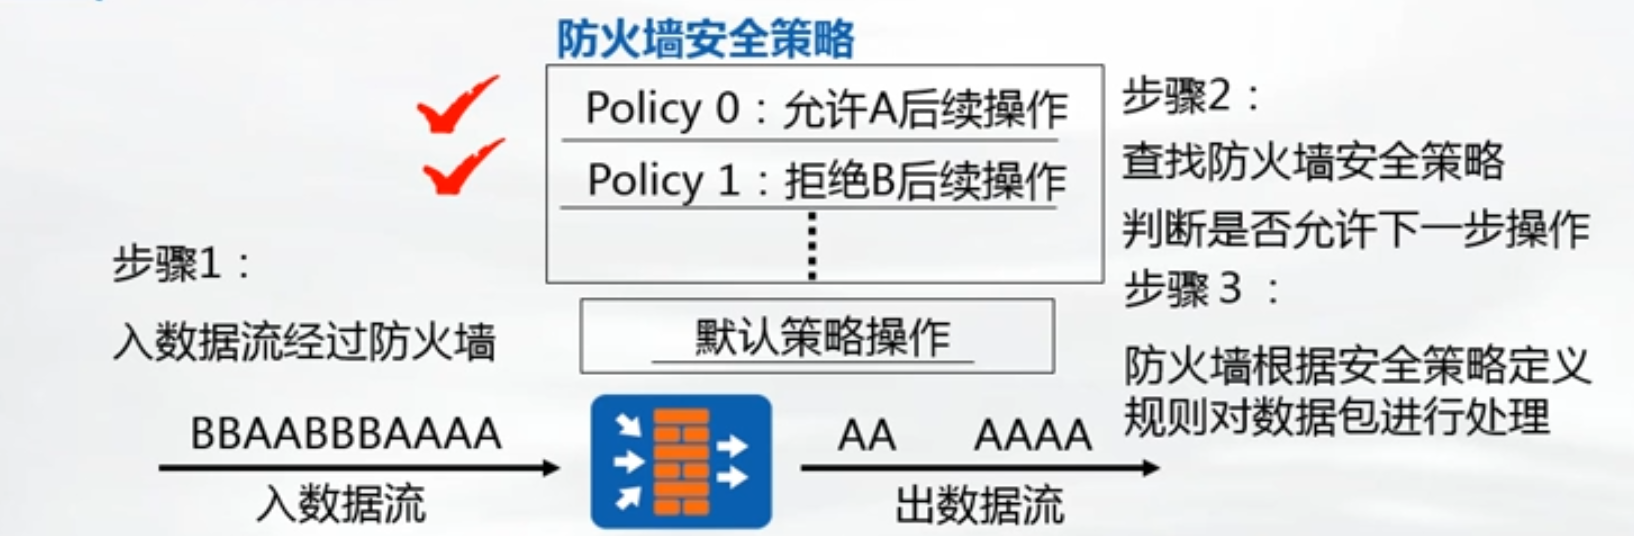 防火墙安全策略
Policy 0：允许A后续操作
Policy 1：拒绝B后续操作
默认策略操作
步骤1：
入数据流经过防火墙
BBAABBBAAAA
入数据流
AA AAAA
出数据流
步骤2：
查找防火墙安全策略
判断是否允许下一步操作
步骤3：
防火墙根据安全策略定义
规则对数据包进行处理